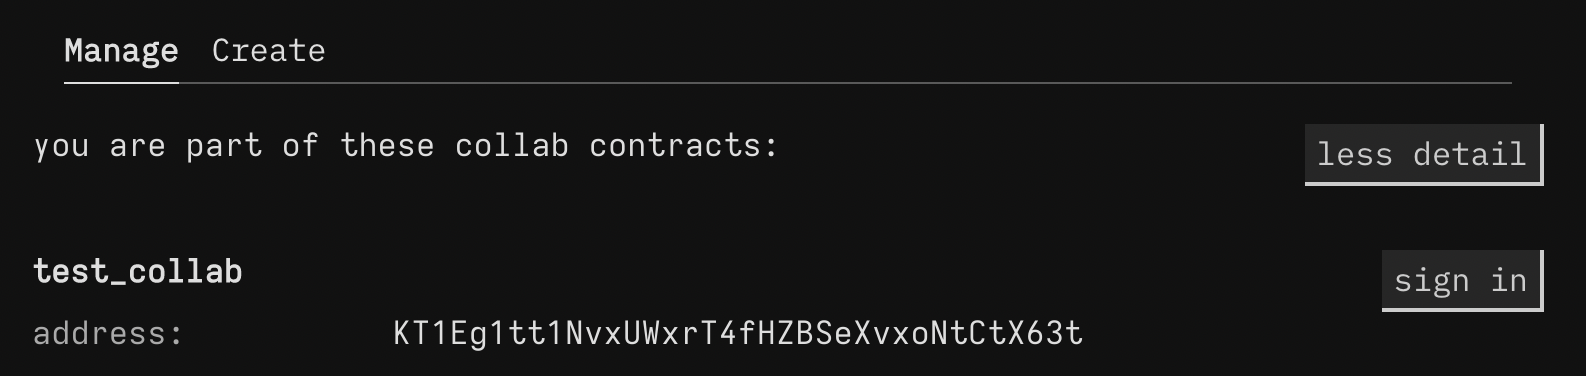 Manage Create
you are part of these collab contracts:
less detail
test_collab
sign in
address: KT1Eg1tt1NvxUWxrT4fHZBSeXvxoNtCtX63t